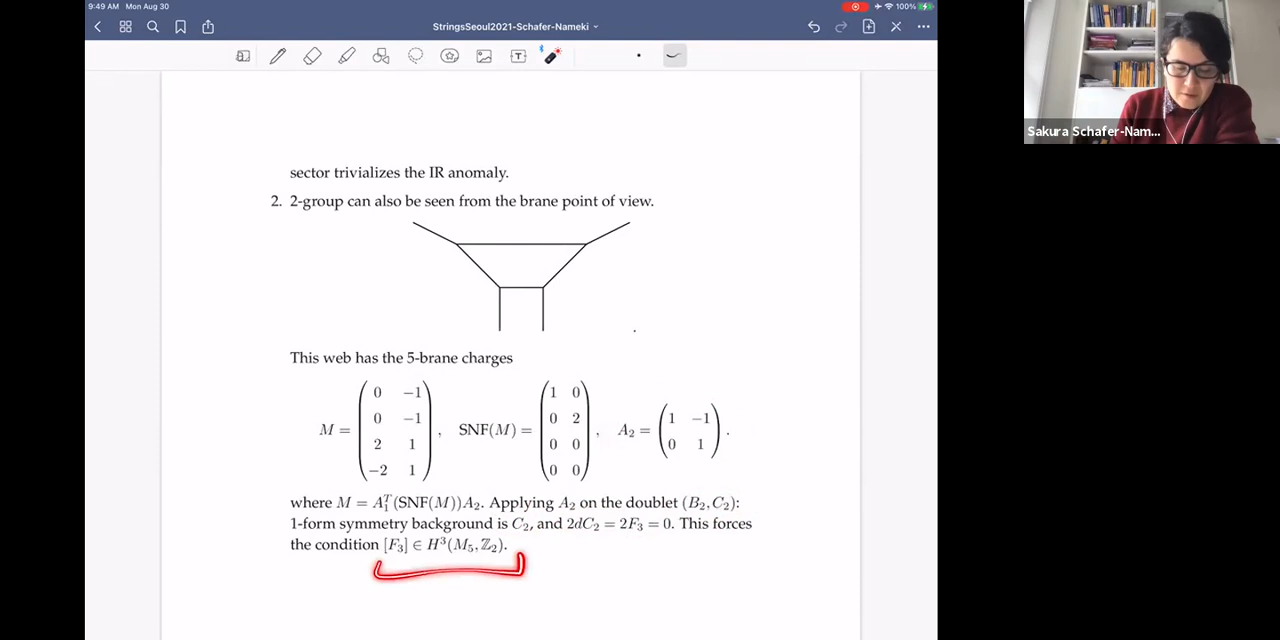 9:49 AM Mon Aug 30
100%
StringsSeoul2021-Schafer-Nameki
Sakura Schafer-Nam...
sector trivializes the IR anomaly.
2. 2-group can also be seen from the brane point of view.
This web has the 5-brane charges
M = ( 0 −1 ; 0 −1 ; 2 1 ; −2 1 ) , SNF(M) = ( 1 0 ; 0 2 ; 0 0 ; 0 0 ) , A₂ = ( 1 −1 ; 0 1 ) .
where M = A₁ᵀ(SNF(M))A₂. Applying A₂ on the doublet (B₂, C₂):
1-form symmetry background is C₂, and 2dC₂ = 2F₃ = 0. This forces
the condition [F₃] ∈ H³(M₅, ℤ₂).